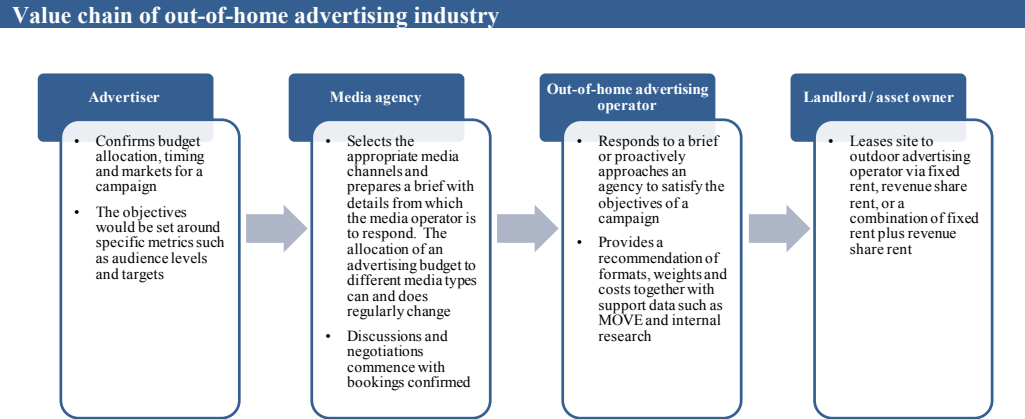 Value chain of out-of-home advertising industry
Advertiser
• Confirms budget
allocation, timing
and markets for a
campaign
• The objectives
would be set around
specific metrics such
as audience levels
and targets
Media agency
• Selects the
appropriate media
channels and
prepares a brief with
details from which
the media operator is
to respond. The
allocation of an
advertising budget to
different media types
can and does
regularly change
• Discussions and
negotiations
commence with
bookings confirmed
Out-of-home advertising
operator
• Responds to a brief
or proactively
approaches an
agency to satisfy the
objectives of a
campaign
• Provides a
recommendation of
formats, weights and
costs together with
support data such as
MOVE and internal
research
Landlord / asset owner
• Leases site to
outdoor advertising
operator via fixed
rent, revenue share
rent, or a
combination of fixed
rent plus revenue
share rent